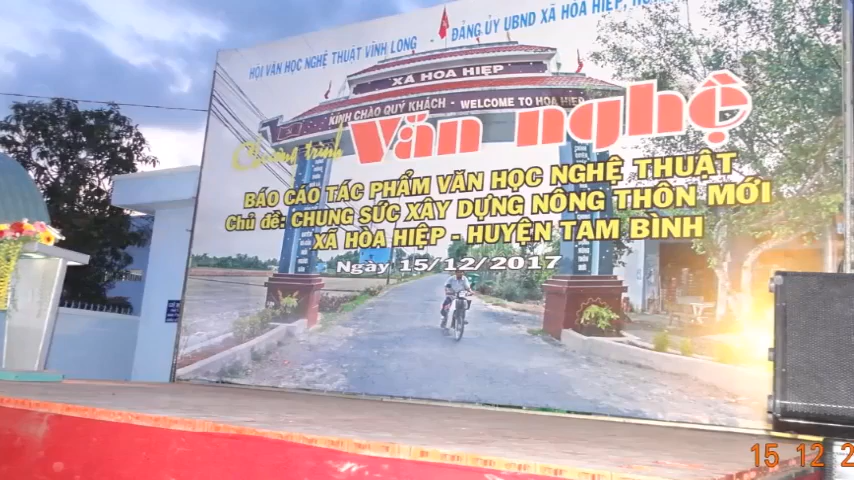 HỘI VĂN HỌC NGHỆ THUẬT VĨNH LONG - ĐẢNG ỦY UBND XÃ HÒA HIỆP,
XÃ HOA HIEP
KÍNH CHÀO QUÝ KHÁCH - WELCOME TO HOA HIEP
Chương trình Văn nghệ
BÁO CÁO TÁC PHẨM VĂN HỌC NGHỆ THUẬT
Chủ đề: CHUNG SỨC XÂY DỰNG NÔNG THÔN MỚI
XÃ HÒA HIỆP - HUYỆN TAM BÌNH
Ngày 15/12/2017
15 12 2